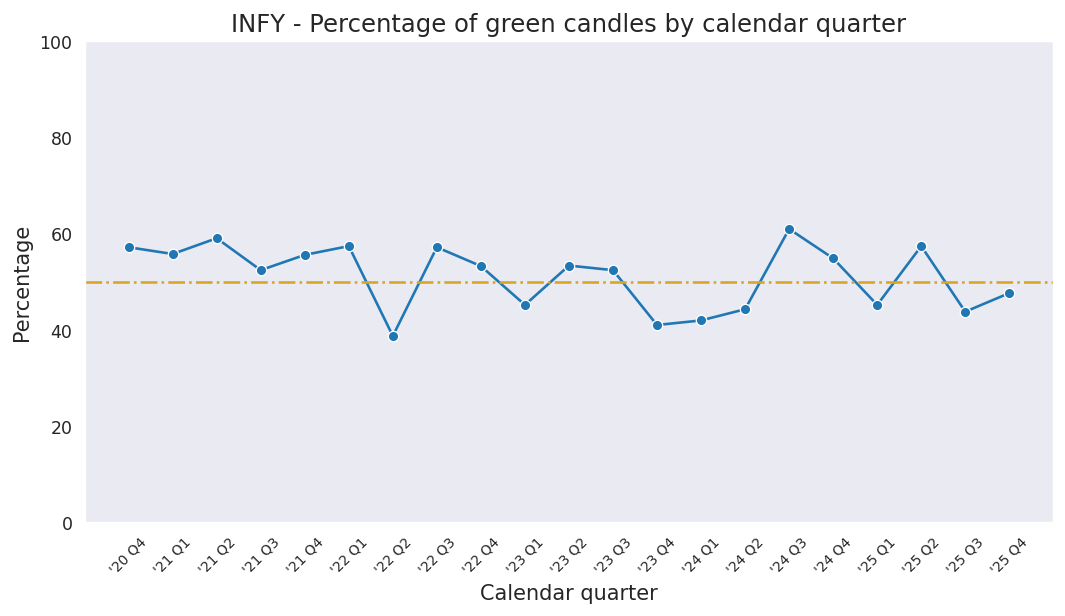 INFY - Percentage of green candles by calendar quarter
100
80
60
40
20
0
Percentage
'20 Q4
'21 Q1
'21 Q2
'21 Q3
'21 Q4
'22 Q1
'22 Q2
'22 Q3
'22 Q4
'23 Q1
'23 Q2
'23 Q3
'23 Q4
'24 Q1
'24 Q2
'24 Q3
'24 Q4
'25 Q1
'25 Q2
'25 Q3
'25 Q4
Calendar quarter